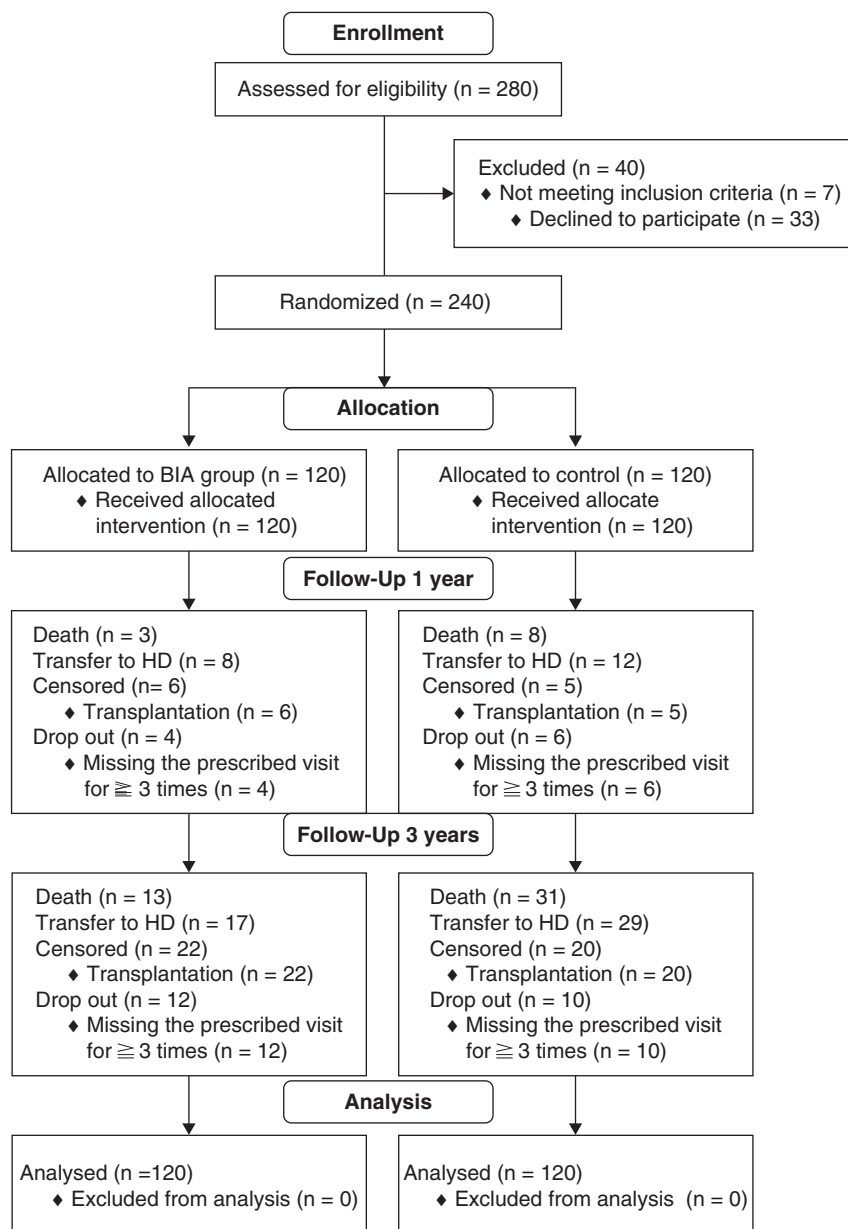 Enrollment
Assessed for eligibility (n = 280)
Excluded (n = 40)
♦ Not meeting inclusion criteria (n = 7)
♦ Declined to participate (n = 33)
Randomized (n = 240)
Allocation
Allocated to BIA group (n = 120)
♦ Received allocated
intervention (n = 120)
Allocated to control (n = 120)
♦ Received allocate
intervention (n = 120)
Follow-Up 1 year
Death (n = 3)
Transfer to HD (n = 8)
Censored (n= 6)
♦ Transplantation (n = 6)
Drop out (n = 4)
♦ Missing the prescribed visit
for ≧ 3 times (n = 4)
Death (n = 8)
Transfer to HD (n = 12)
Censored (n = 5)
♦ Transplantation (n = 5)
Drop out (n = 6)
♦ Missing the prescribed visit
for ≧ 3 times (n = 6)
Follow-Up 3 years
Death (n = 13)
Transfer to HD (n = 17)
Censored (n = 22)
♦ Transplantation (n = 22)
Drop out (n = 12)
♦ Missing the prescribed visit
for ≧ 3 times (n = 12)
Death (n = 31)
Transfer to HD (n = 29)
Censored (n = 20)
♦ Transplantation (n = 20)
Drop out (n = 10)
♦ Missing the prescribed visit
for ≧ 3 times (n = 10)
Analysis
Analysed (n =120)
♦ Excluded from analysis (n = 0)
Analysed (n = 120)
♦ Excluded from analysis (n = 0)